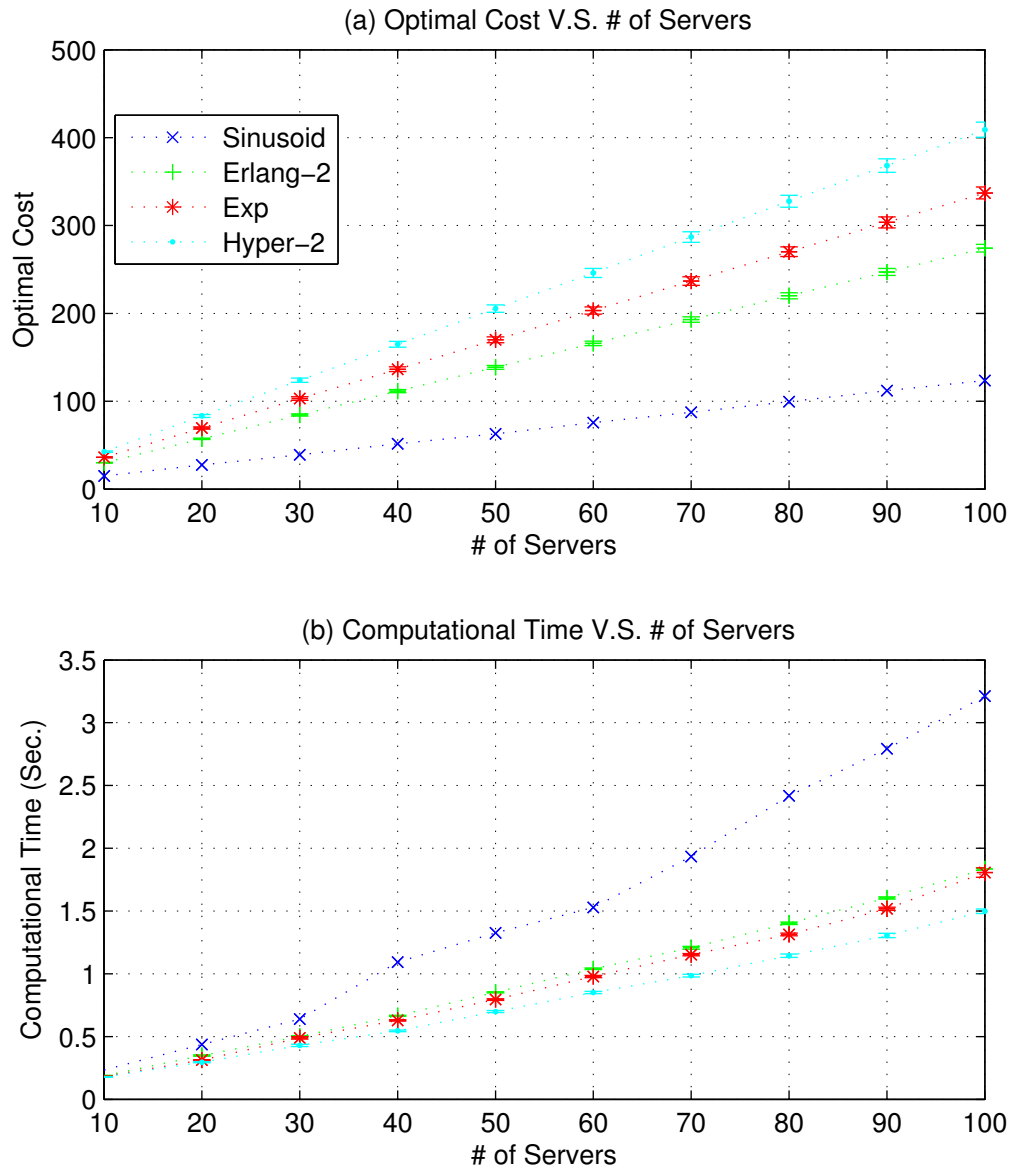 (a) Optimal Cost V.S. # of Servers
500
400
300
200
100
0
Optimal Cost
Sinusoid
Erlang−2
Exp
Hyper−2
10 20 30 40 50 60 70 80 90 100
# of Servers
(b) Computational Time V.S. # of Servers
3.5
3
2.5
2
1.5
1
0.5
0
Computational Time (Sec.)
10 20 30 40 50 60 70 80 90 100
# of Servers